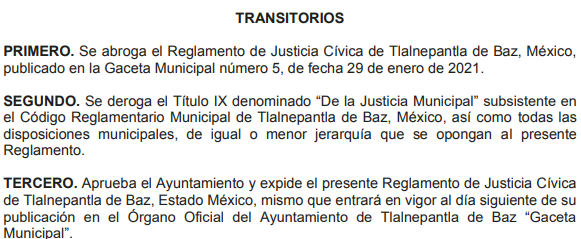 TRANSITORIOS
PRIMERO. Se abroga el Reglamento de Justicia Cívica de Tlalnepantla de Baz, México,
publicado en la Gaceta Municipal número 5, de fecha 29 de enero de 2021.
SEGUNDO. Se deroga el Título IX denominado “De la Justicia Municipal” subsistente en
el Código Reglamentario Municipal de Tlalnepantla de Baz, México, así como todas las
disposiciones municipales, de igual o menor jerarquía que se opongan al presente
Reglamento.
TERCERO. Aprueba el Ayuntamiento y expide el presente Reglamento de Justicia Cívica
de Tlalnepantla de Baz, Estado México, mismo que entrará en vigor al día siguiente de su
publicación en el Órgano Oficial del Ayuntamiento de Tlalnepantla de Baz “Gaceta
Municipal”.